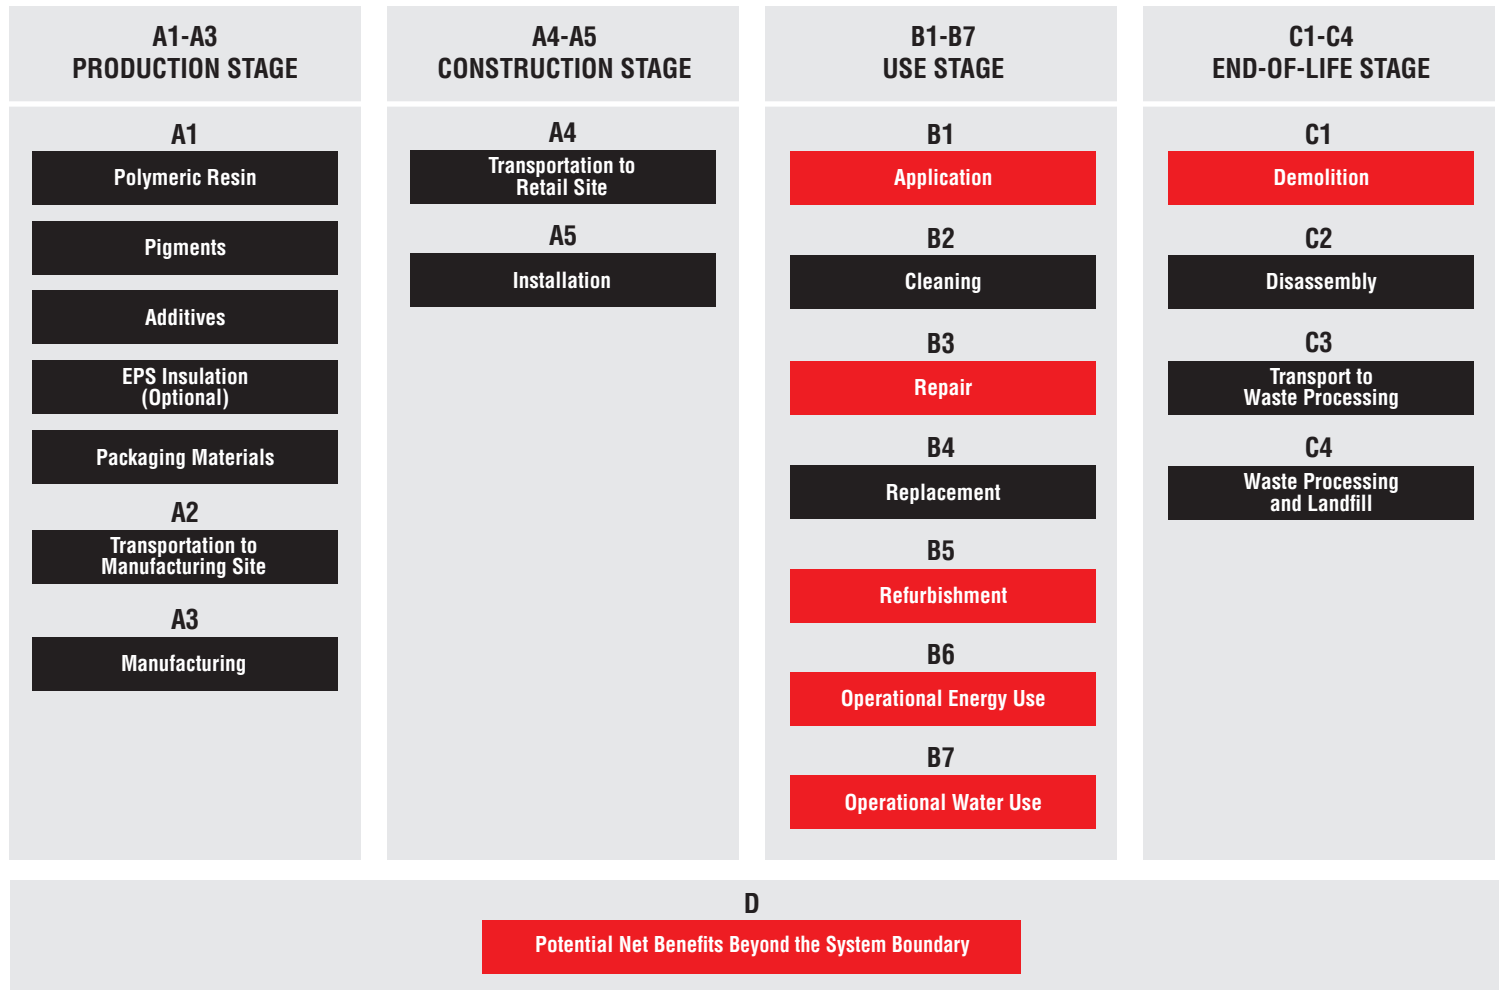 A1-A3
PRODUCTION STAGE
A1
Polymeric Resin
Pigments
Additives
EPS Insulation
(Optional)
Packaging Materials
A2
Transportation to
Manufacturing Site
A3
Manufacturing
A4-A5
CONSTRUCTION STAGE
A4
Transportation to
Retail Site
A5
Installation
B1-B7
USE STAGE
B1
Application
B2
Cleaning
B3
Repair
B4
Replacement
B5
Refurbishment
B6
Operational Energy Use
B7
Operational Water Use
C1-C4
END-OF-LIFE STAGE
C1
Demolition
C2
Disassembly
C3
Transport to
Waste Processing
C4
Waste Processing
and Landfill
D
Potential Net Benefits Beyond the System Boundary